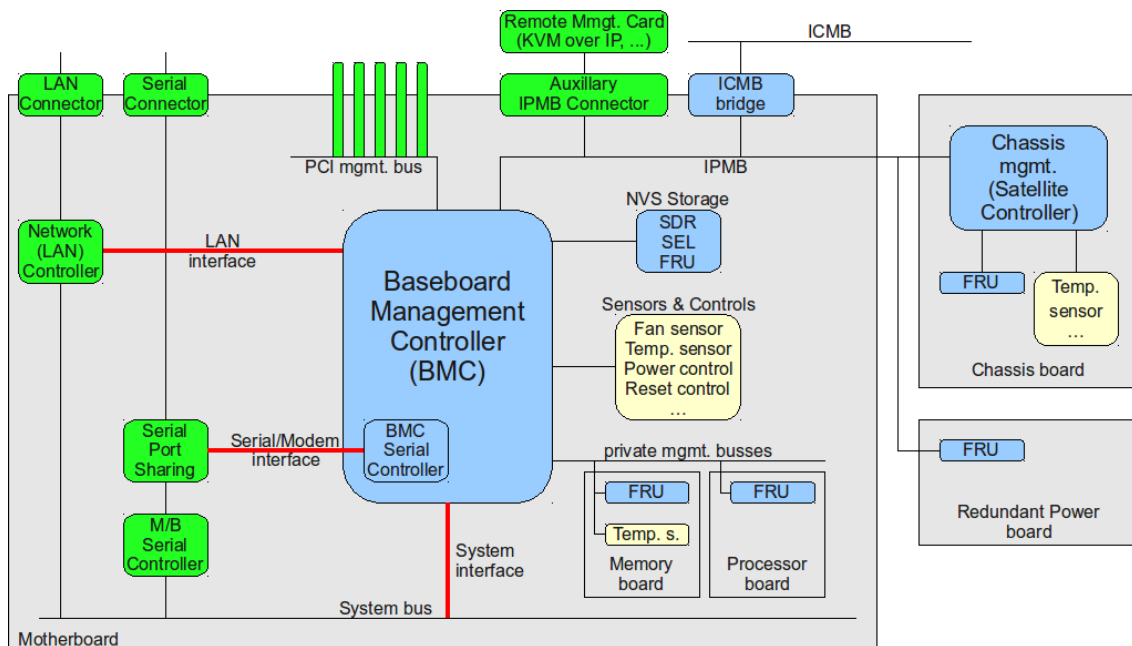 Remote Mmgt. Card
(KVM over IP, ...)
ICMB
LAN
Connector
Serial
Connector
Auxillary
IPMB Connector
ICMB
bridge
PCI mgmt. bus
IPMB
Chassis
mgmt.
(Satellite
Controller)
NVS Storage
SDR
SEL
FRU
Network
(LAN)
Controller
LAN
interface
Baseboard
Management
Controller
(BMC)
FRU
Temp.
sensor
...
Chassis board
Sensors & Controls
Fan sensor
Temp. sensor
Power control
Reset control
...
Serial
Port
Sharing
Serial/Modem
interface
BMC
Serial
Controller
private mgmt. busses
FRU
Temp. s.
Memory
board
FRU
Processor
board
FRU
Redundant Power
board
M/B
Serial
Controller
System
interface
System bus
Motherboard